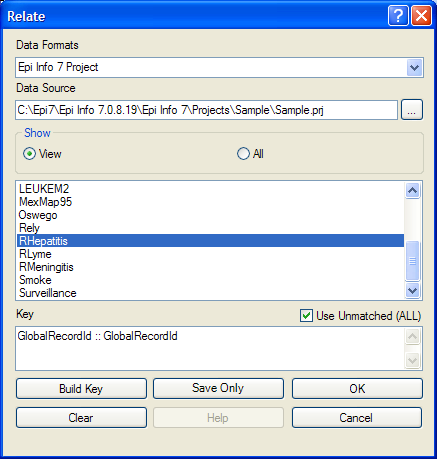 Relate
Data Formats
Epi Info 7 Project
Data Source
C:\Epi7\Epi Info 7.0.8.19\Epi Info 7\Projects\Sample\Sample.prj
...
Show
View
All
LEUKEM2
MexMap95
Oswego
Rely
RHepatitis
RLyme
RMeningitis
Smoke
Surveillance
Key
Use Unmatched (ALL)
GlobalRecordId :: GlobalRecordId
Build Key
Save Only
OK
Clear
Help
Cancel